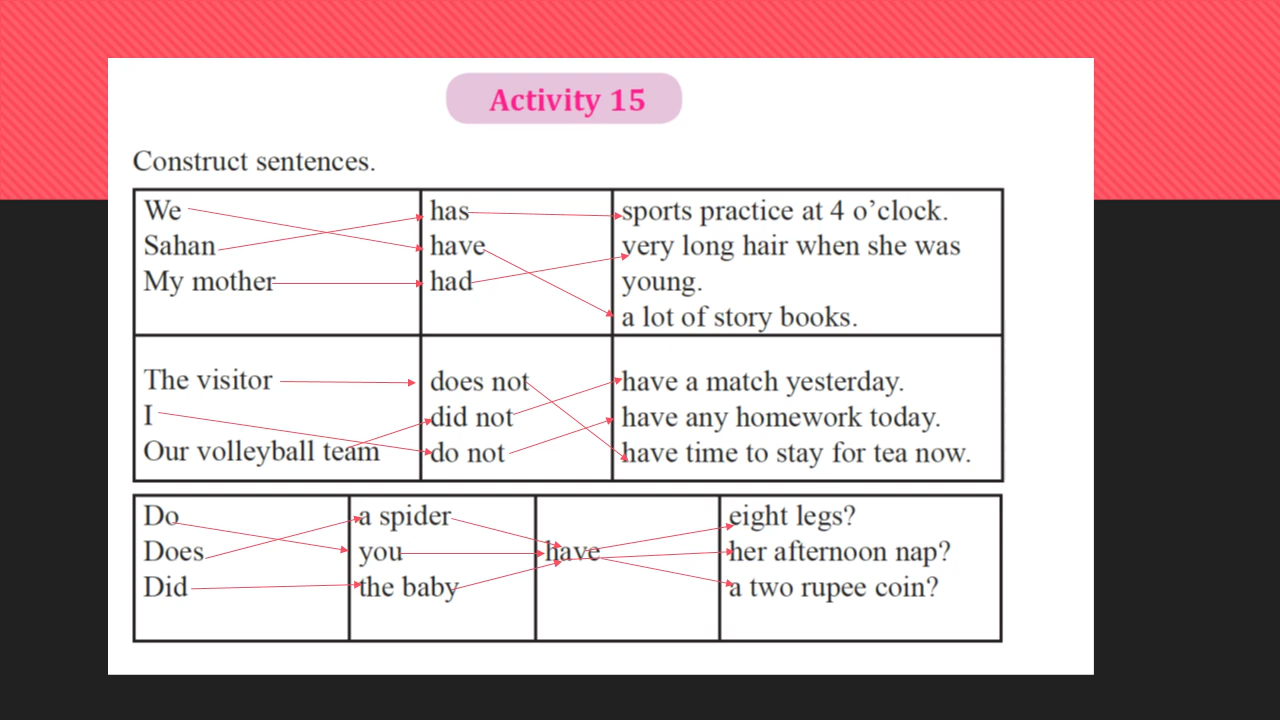 Activity 15
Construct sentences.
We has sports practice at 4 o’clock.
Sahan have very long hair when she was
My mother had young.
a lot of story books.
The visitor does not have a match yesterday.
I did not have any homework today.
Our volleyball team do not have time to stay for tea now.
Do a spider eight legs?
Does you have her afternoon nap?
Did the baby a two rupee coin?